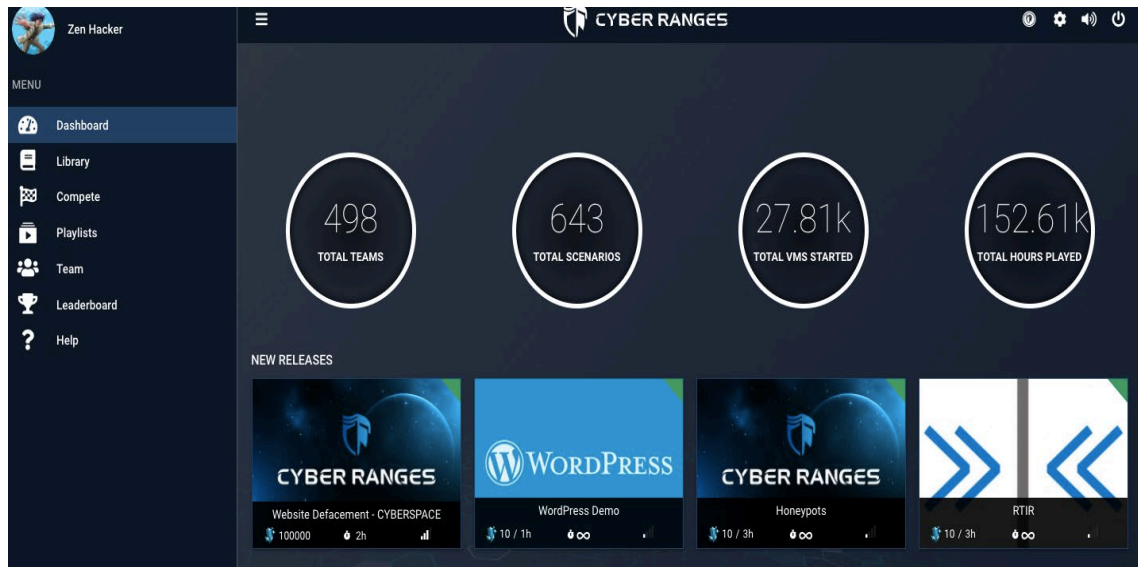 Zen Hacker
CYBER RANGES
MENU
Dashboard
Library
Compete
Playlists
Team
Leaderboard
Help
498
TOTAL TEAMS
643
TOTAL SCENARIOS
27.81k
TOTAL VMS STARTED
152.61k
TOTAL HOURS PLAYED
NEW RELEASES
CYBER RANGES
Website Defacement - CYBERSPACE
100000 2h
WORDPRESS
WordPress Demo
10 / 1h ∞
CYBER RANGES
Honeypots
10 / 3h ∞
RTIR
10 / 3h ∞